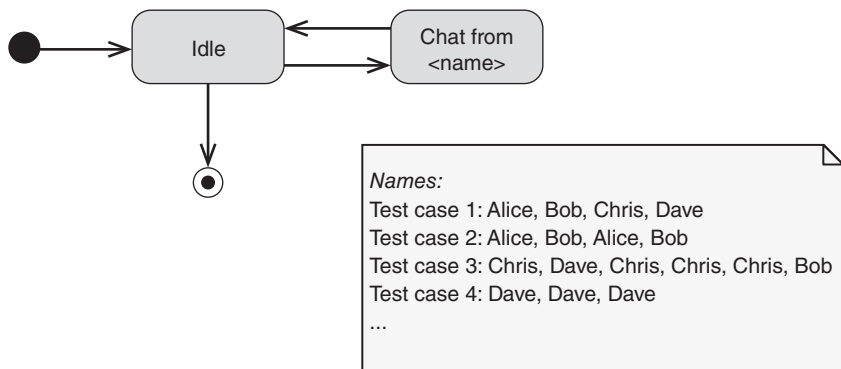 Idle
Chat from
<name>
Names:
Test case 1: Alice, Bob, Chris, Dave
Test case 2: Alice, Bob, Alice, Bob
Test case 3: Chris, Dave, Chris, Chris, Chris, Bob
Test case 4: Dave, Dave, Dave
...